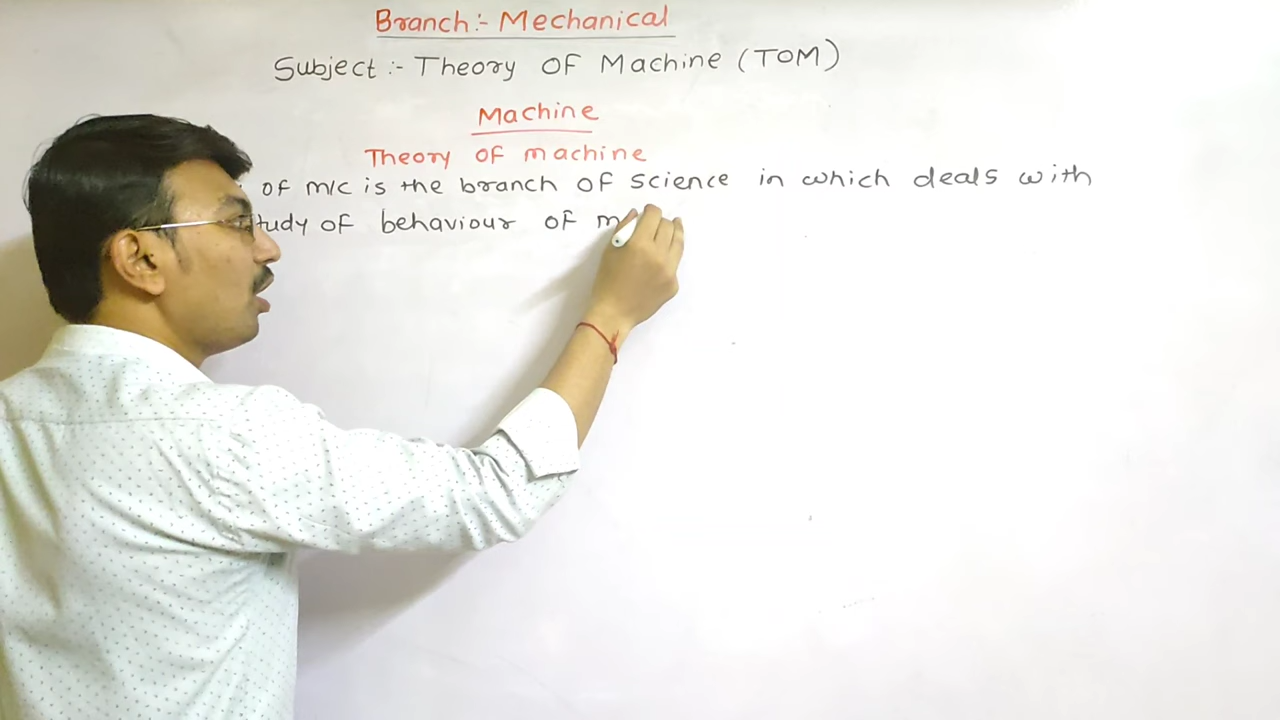 Branch:- Mechanical
Subject:- Theory OF Machine (TOM)
Machine
Theory of machine
of m/c is the branch of science in which deals with
study of behaviour of